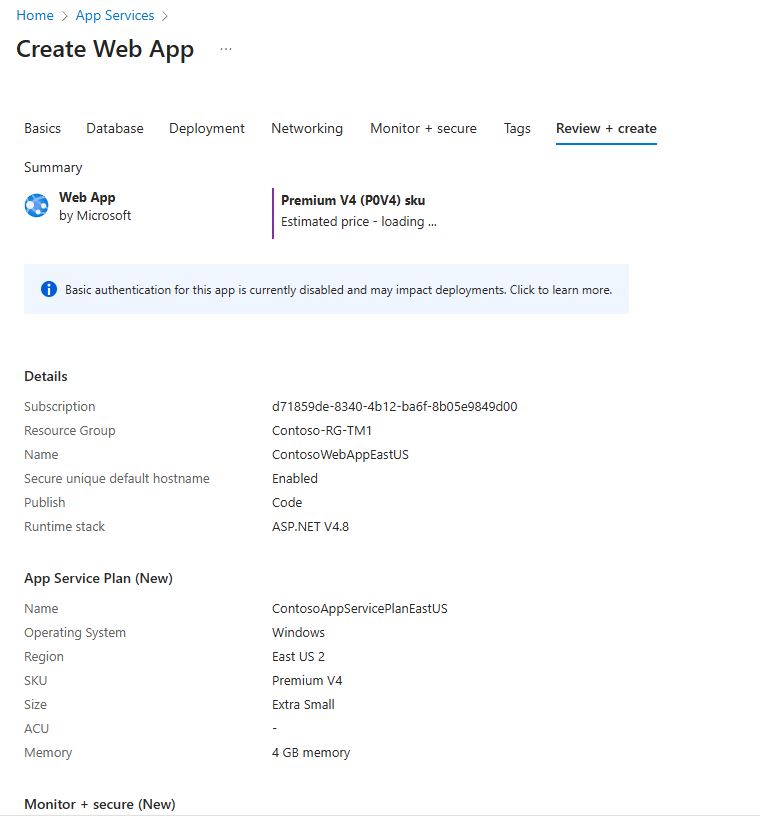 Home > App Services >
Create Web App ...
Basics Database Deployment Networking Monitor + secure Tags Review + create
Summary
Web App
by Microsoft
Premium V4 (P0V4) sku
Estimated price - loading ...
Basic authentication for this app is currently disabled and may impact deployments. Click to learn more.
Details
Subscription d71859de-8340-4b12-ba6f-8b05e9849d00
Resource Group Contoso-RG-TM1
Name ContosoWebAppEastUS
Secure unique default hostname Enabled
Publish Code
Runtime stack ASP.NET V4.8
App Service Plan (New)
Name ContosoAppServicePlanEastUS
Operating System Windows
Region East US 2
SKU Premium V4
Size Extra Small
ACU -
Memory 4 GB memory
Monitor + secure (New)